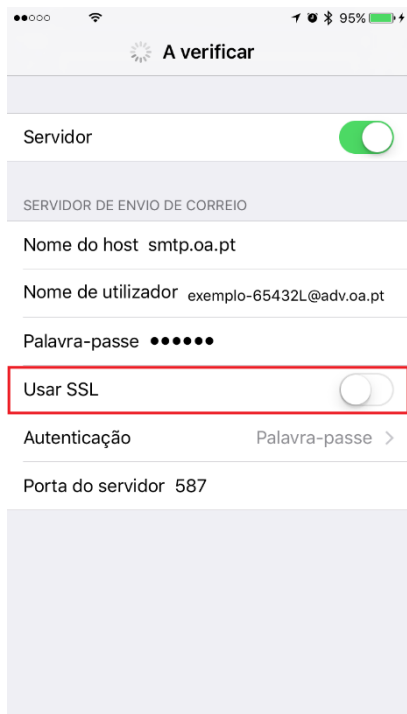 95%
A verificar
Servidor
SERVIDOR DE ENVIO DE CORREIO
Nome do host smtp.oa.pt
Nome de utilizador exemplo-65432L@adv.oa.pt
Palavra-passe ●●●●●●
Usar SSL
Autenticação Palavra-passe >
Porta do servidor 587